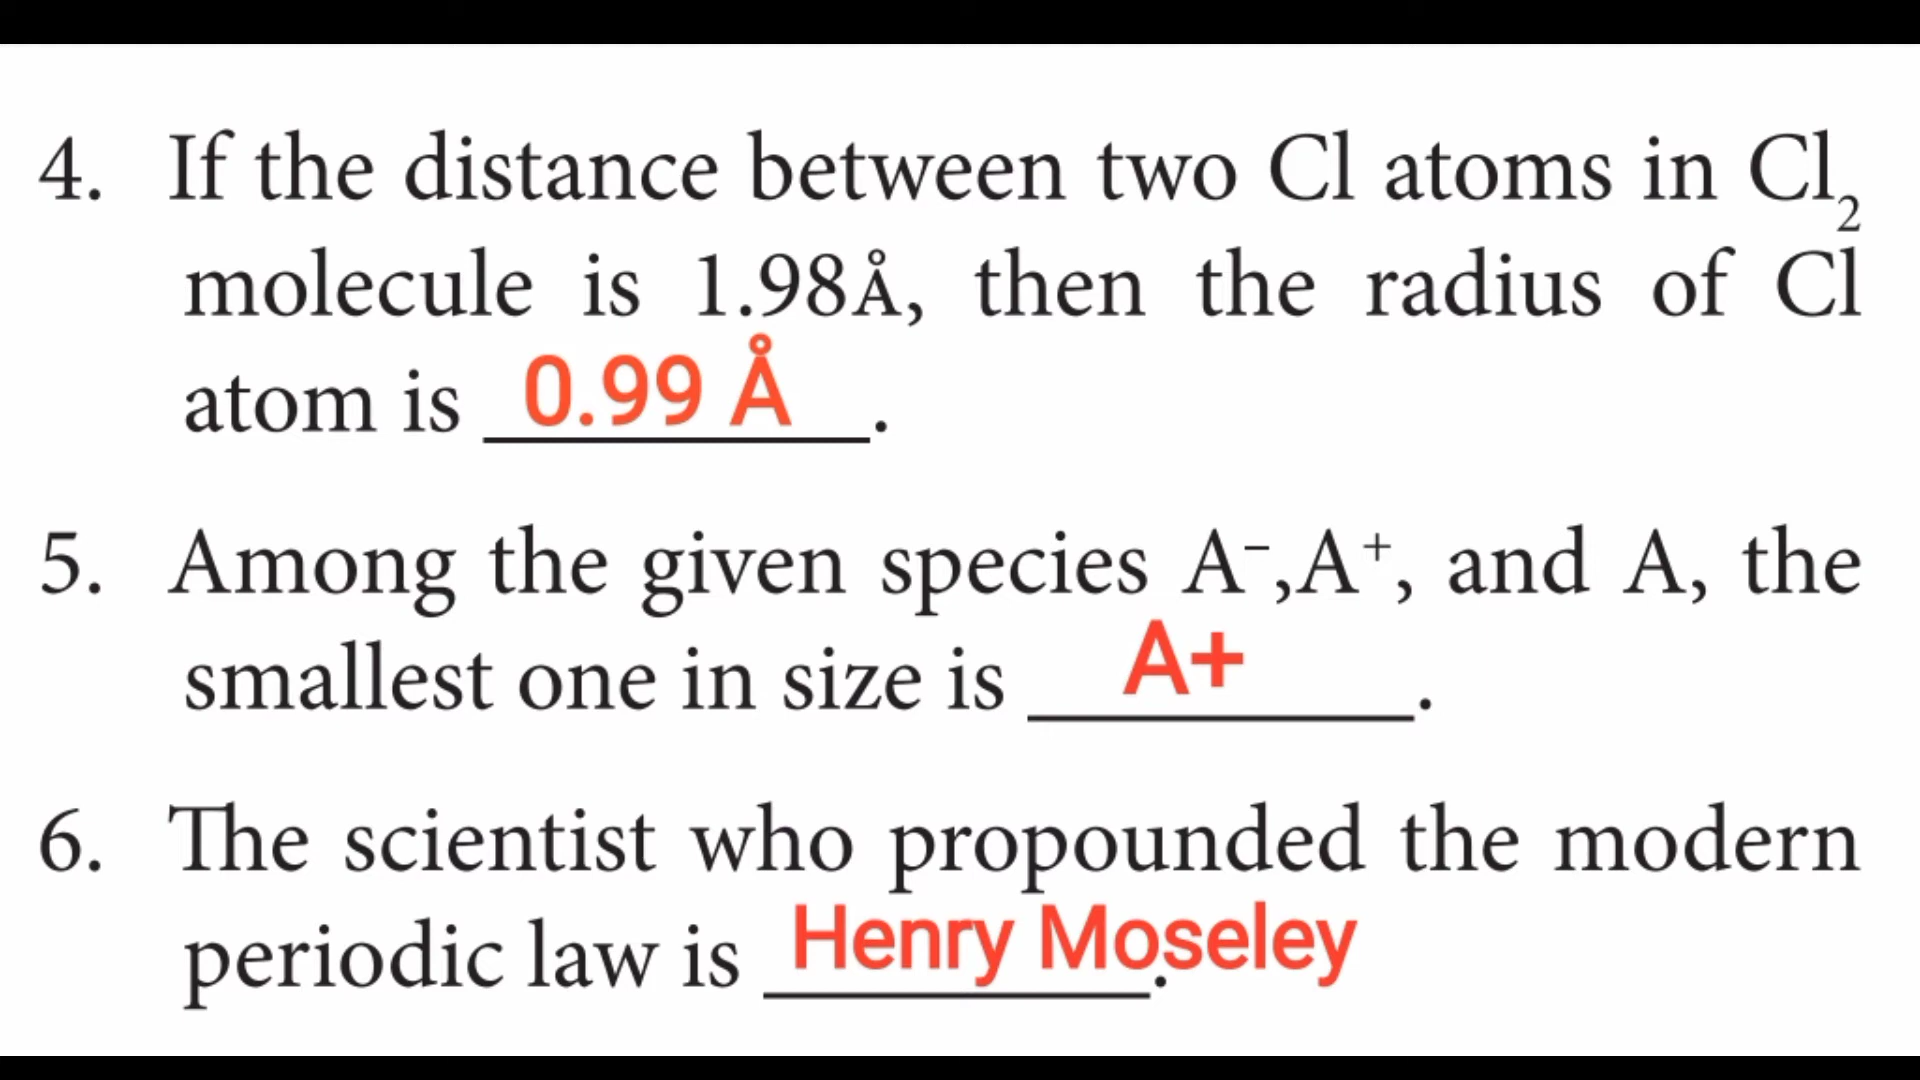 4. If the distance between two Cl atoms in Cl₂
molecule is 1.98Å, then the radius of Cl
atom is 0.99 Å.
5. Among the given species A⁻,A⁺, and A, the
smallest one in size is A+.
6. The scientist who propounded the modern
periodic law is Henry Moseley.